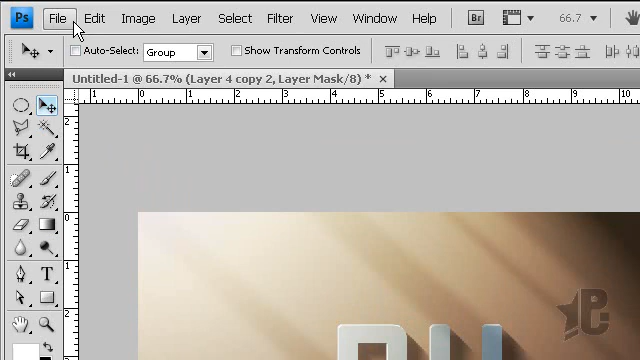 Ps File Edit Image Layer Select Filter View Window Help Br 66.7
Auto-Select: Group Show Transform Controls
Untitled-1 @ 66.7% (Layer 4 copy 2, Layer Mask/8) * ×
1 0 1 2 3 4 5 6 7 8 9 10
2
1
0
1
2
T